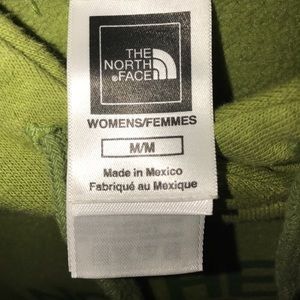 THE
NORTH
®FACE
WOMENS/FEMMES
M/M
Made in Mexico
Fabriqué au Mexique